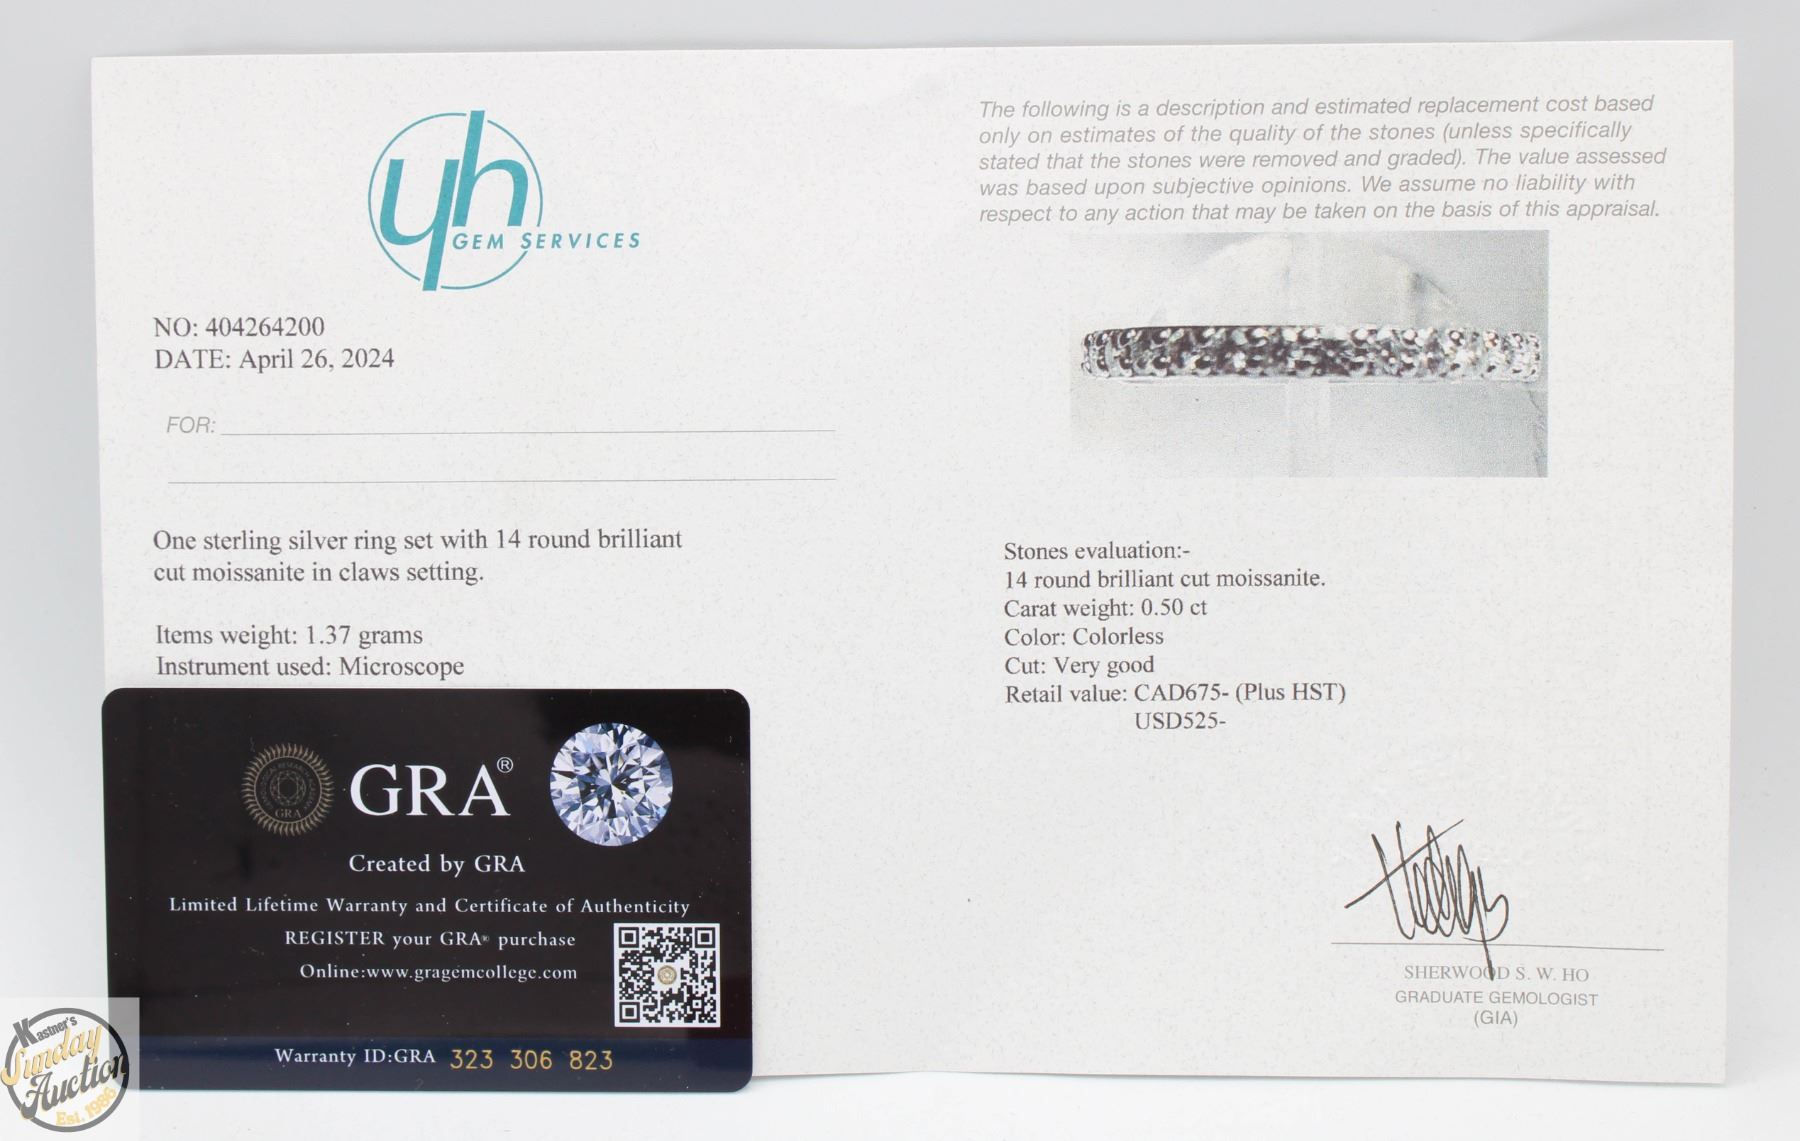 yh
GEM SERVICES
NO: 404264200
DATE: April 26, 2024
FOR:
One sterling silver ring set with 14 round brilliant
cut moissanite in claws setting.
Items weight: 1.37 grams
Instrument used: Microscope
The following is a description and estimated replacement cost based
only on estimates of the quality of the stones (unless specifically
stated that the stones were removed and graded). The value assessed
was based upon subjective opinions. We assume no liability with
respect to any action that may be taken on the basis of this appraisal.
Stones evaluation:-
14 round brilliant cut moissanite.
Carat weight: 0.50 ct
Color: Colorless
Cut: Very good
Retail value: CAD675- (Plus HST)
USD525-
SHERWOOD S. W. HO
GRADUATE GEMOLOGIST
(GIA)
GRA®
GRA
Created by GRA
Limited Lifetime Warranty and Certificate of Authenticity
REGISTER your GRA® purchase
Online:www.gragemcollege.com
Warranty ID:GRA 323 306 823
Kastner's
Sunday
Auction
Est. 1986